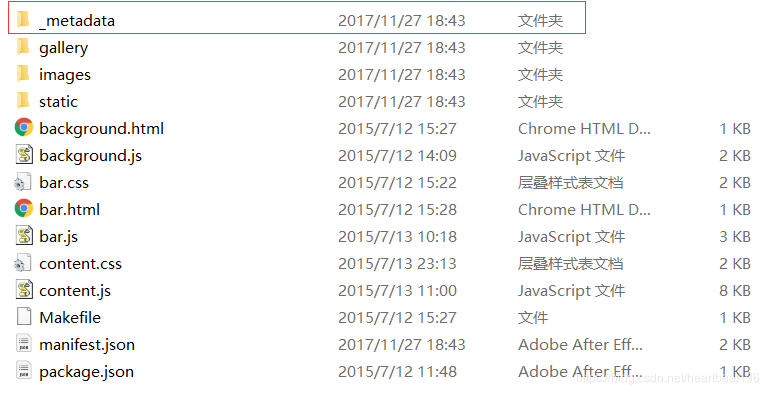 _metadata 2017/11/27 18:43 文件夹
gallery 2017/11/27 18:43 文件夹
images 2017/11/27 18:43 文件夹
static 2017/11/27 18:43 文件夹
background.html 2015/7/12 15:27 Chrome HTML D... 1 KB
background.js 2015/7/12 14:09 JavaScript 文件 2 KB
bar.css 2015/7/12 15:22 层叠样式表文档 2 KB
bar.html 2015/7/12 15:28 Chrome HTML D... 1 KB
bar.js 2015/7/13 10:18 JavaScript 文件 3 KB
content.css 2015/7/13 23:13 层叠样式表文档 2 KB
content.js 2015/7/13 11:00 JavaScript 文件 8 KB
Makefile 2015/7/12 15:27 文件 1 KB
manifest.json 2017/11/27 18:43 Adobe After Eff... 2 KB
package.json 2015/7/12 11:48 Adobe After Eff... 1 KB